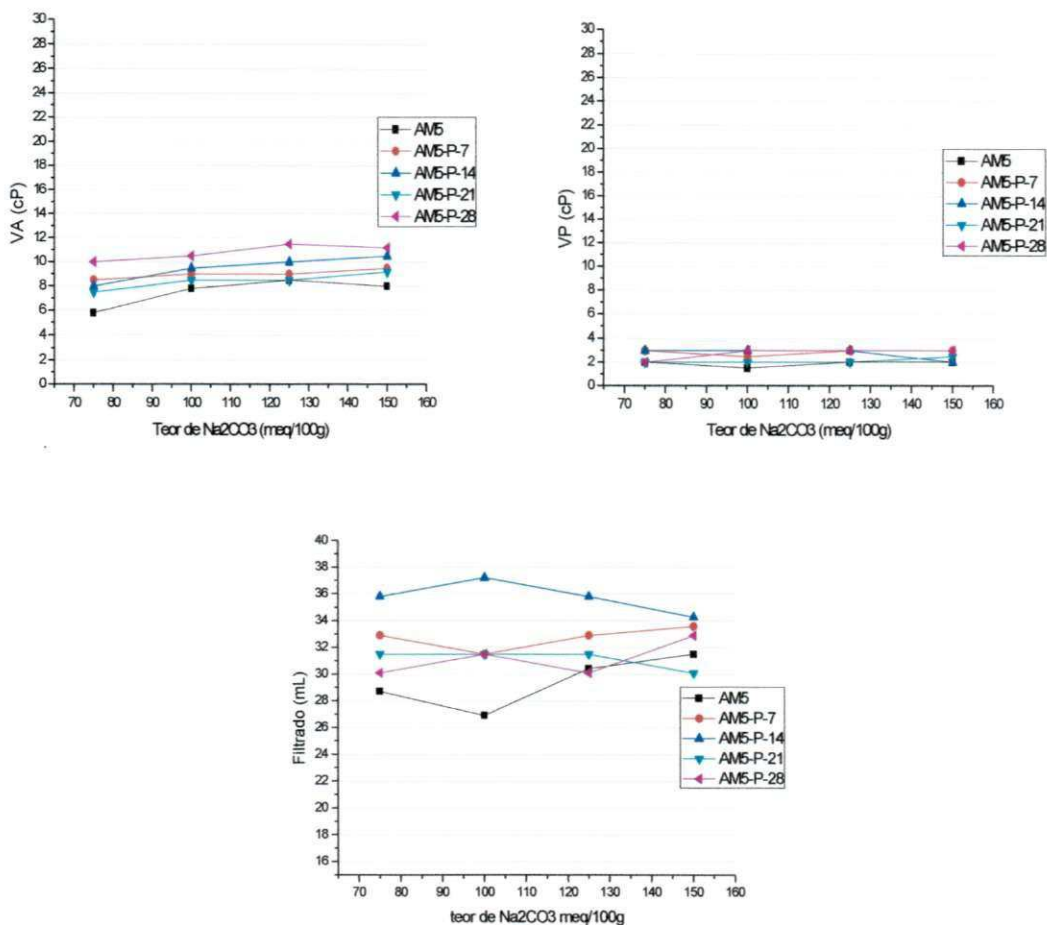 30
28
26
24
22
20
18
16
14
12
10
8
6
4
2
0
VA (cP)
70 80 90 100 110 120 130 140 150 160
Teor de Na2CO3 (meq/100g)
AM5
AM5-P-7
AM5-P-14
AM5-P-21
AM5-P-28
30
28
26
24
22
20
18
16
14
12
10
8
6
4
2
0
VP (cP)
70 80 90 100 110 120 130 140 150 160
Teor de Na2CO3 (meq/100g)
AM5
AM5-P-7
AM5-P-14
AM5-P-21
AM5-P-28
40
38
36
34
32
30
28
26
24
22
20
18
16
Filtrado (mL)
70 80 90 100 110 120 130 140 150 160
teor de Na2CO3 meq/100g
AM5
AM5-P-7
AM5-P-14
AM5-P-21
AM5-P-28